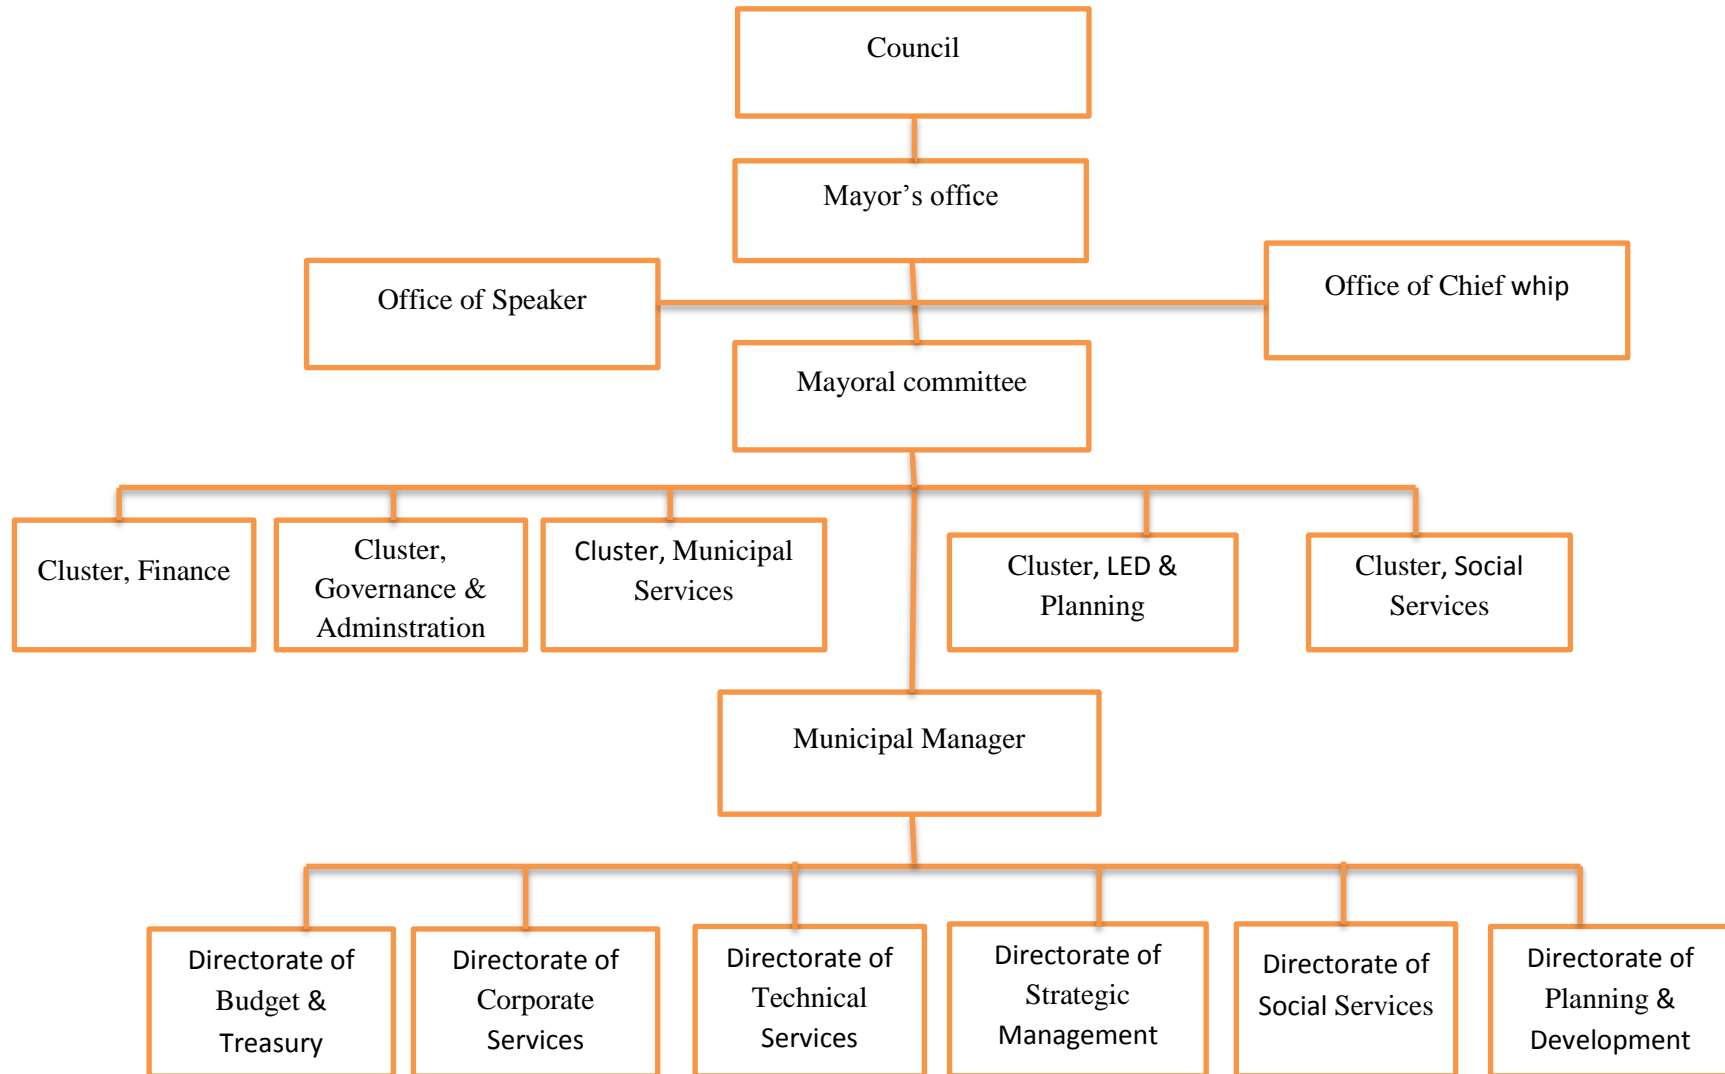 Council
Mayor’s office
Office of Speaker
Office of Chief whip
Mayoral committee
Cluster, Finance
Cluster,
Governance &
Adminstration
Cluster, Municipal
Services
Cluster, LED &
Planning
Cluster, Social
Services
Municipal Manager
Directorate of
Budget &
Treasury
Directorate of
Corporate
Services
Directorate of
Technical
Services
Directorate of
Strategic
Management
Directorate of
Social Services
Directorate of
Planning &
Development